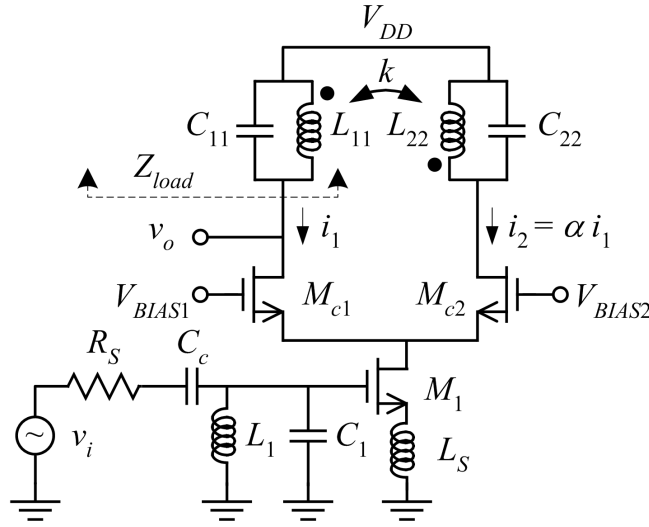 V_DD
k
C_11
L_11
L_22
C_22
Z_load
v_o
i_1
i_2 = α i_1
V_BIAS1
M_c1
M_c2
V_BIAS2
R_S
C_c
M_1
~
v_i
L_1
C_1
L_S